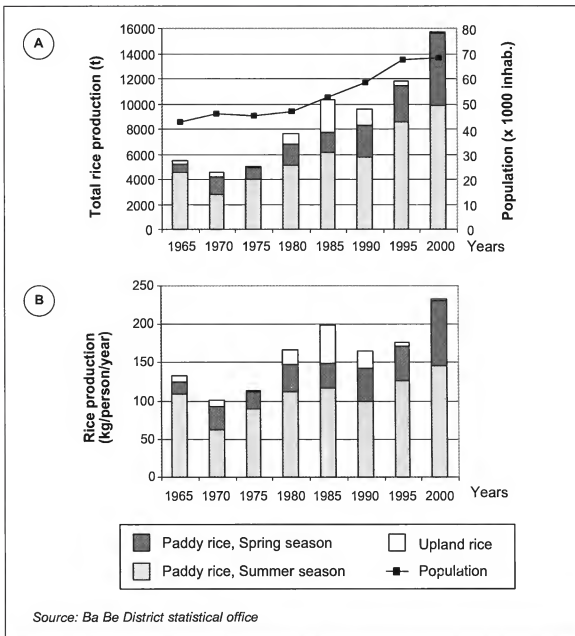 A
Total rice production (t)
16000
14000
12000
10000
8000
6000
4000
2000
0
80
70
60
50
40
30
20
10
0
Population (x 1000 inhab.)
1965 1970 1975 1980 1985 1990 1995 2000 Years
B
Rice production
(kg/person/year)
250
200
150
100
50
0
Years
1965 1970 1975 1980 1985 1990 1995 2000
Paddy rice, Spring season
Upland rice
Paddy rice, Summer season
Population
Source: Ba Be District statistical office